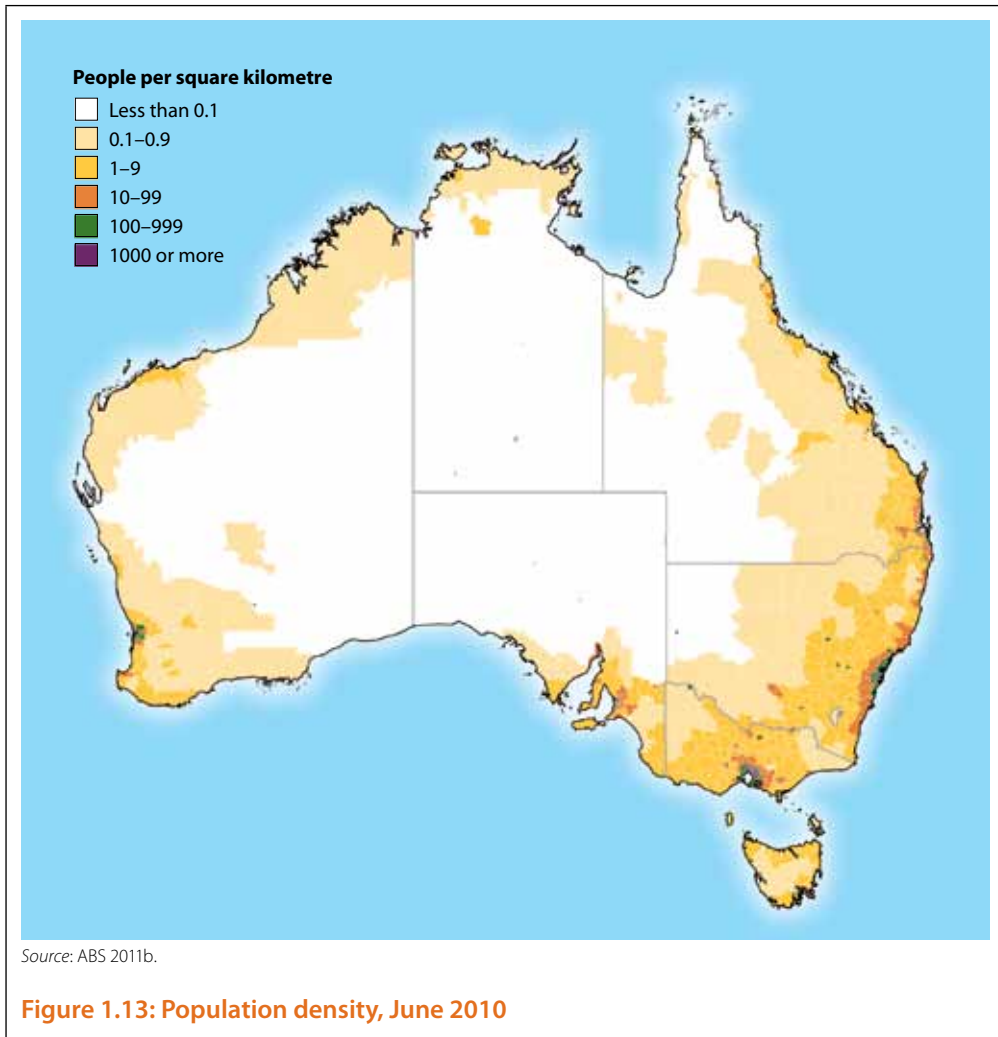 People per square kilometre
Less than 0.1
0.1–0.9
1–9
10–99
100–999
1000 or more
Source: ABS 2011b.
Figure 1.13: Population density, June 2010